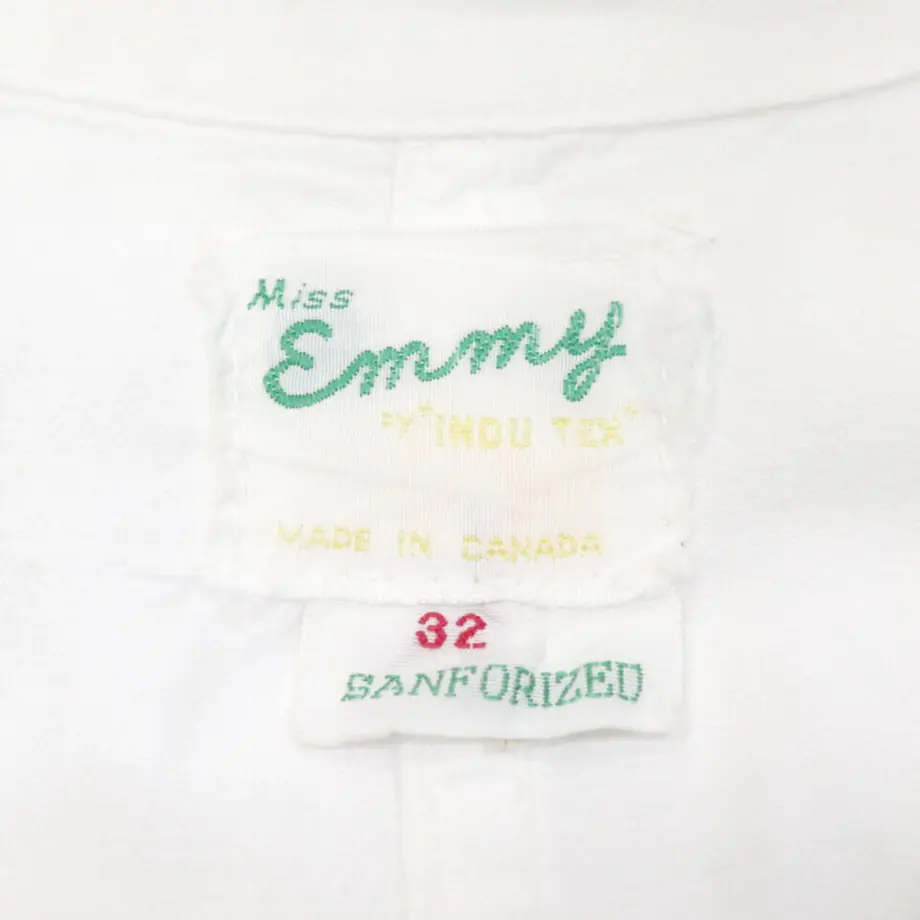 Miss
Emmy
BY "INDU TEX"
MADE IN CANADA
32
SANFORIZED